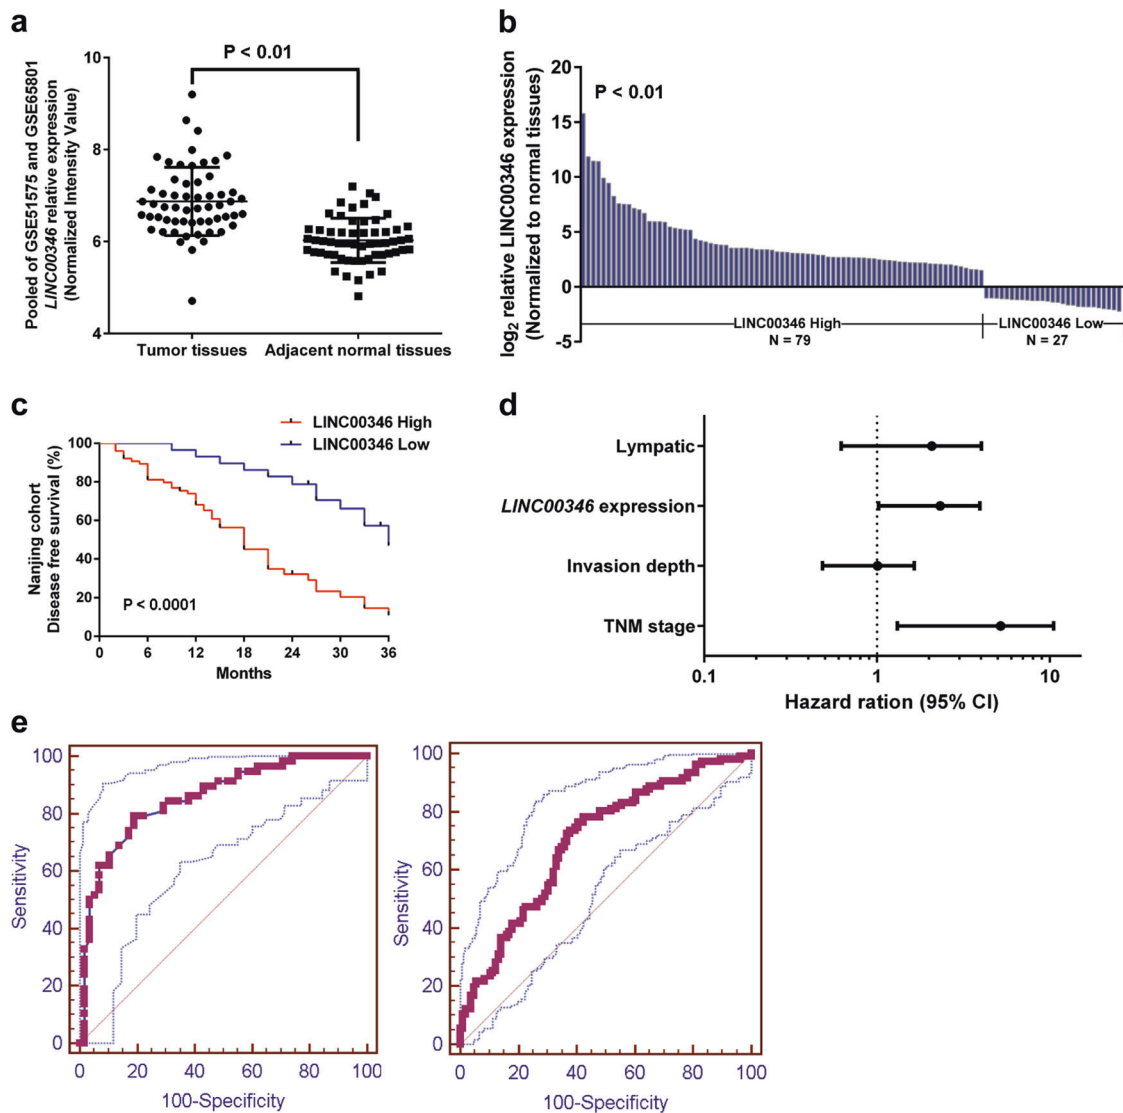 a
P < 0.01
Pooled of GSE51575 and GSE65801
LINC00346 relative expression
(Normalized Intensity Value)
10
8
6
4
Tumor tissues
Adjacent normal tissues
b
P < 0.01
log2 relative LINC00346 expression
(Normalized to normal tissues)
20
15
10
5
0
-5
LINC00346 High
N = 79
LINC00346 Low
N = 27
c
LINC00346 High
LINC00346 Low
Nanjing cohort
Disease free survival (%)
100
80
60
40
20
0
P < 0.0001
0 6 12 18 24 30 36
Months
d
Lympatic
LINC00346 expression
Invasion depth
TNM stage
0.1 1 10
Hazard ration (95% CI)
e
Sensitivity
100
80
60
40
20
0
0 20 40 60 80 100
100-Specificity
Sensitivity
100
80
60
40
20
0
0 20 40 60 80 100
100-Specificity